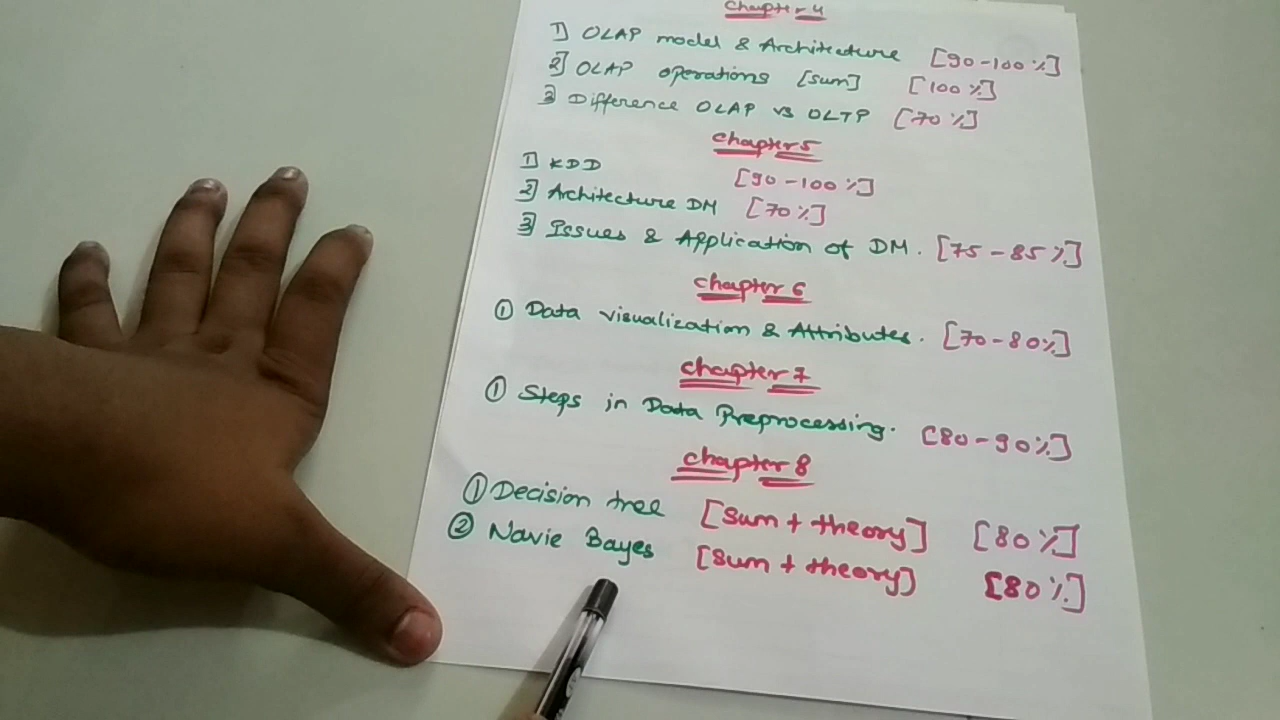 Chapter 4
1] OLAP model & Architecture [90-100%]
2] OLAP operations [sum] [100%]
3] Difference OLAP vs OLTP [70%]
Chapter 5
1] KDD [90-100%]
2] Architecture DM [70%]
3] Issues & Application of DM. [75-85%]
Chapter 6
① Data visualization & Attributes. [70-80%]
Chapter 7
① Steps in Data Preprocessing. [80-90%]
Chapter 8
① Decision tree [sum + theory] [80%]
② Navie Bayes [sum + theory] [80%]